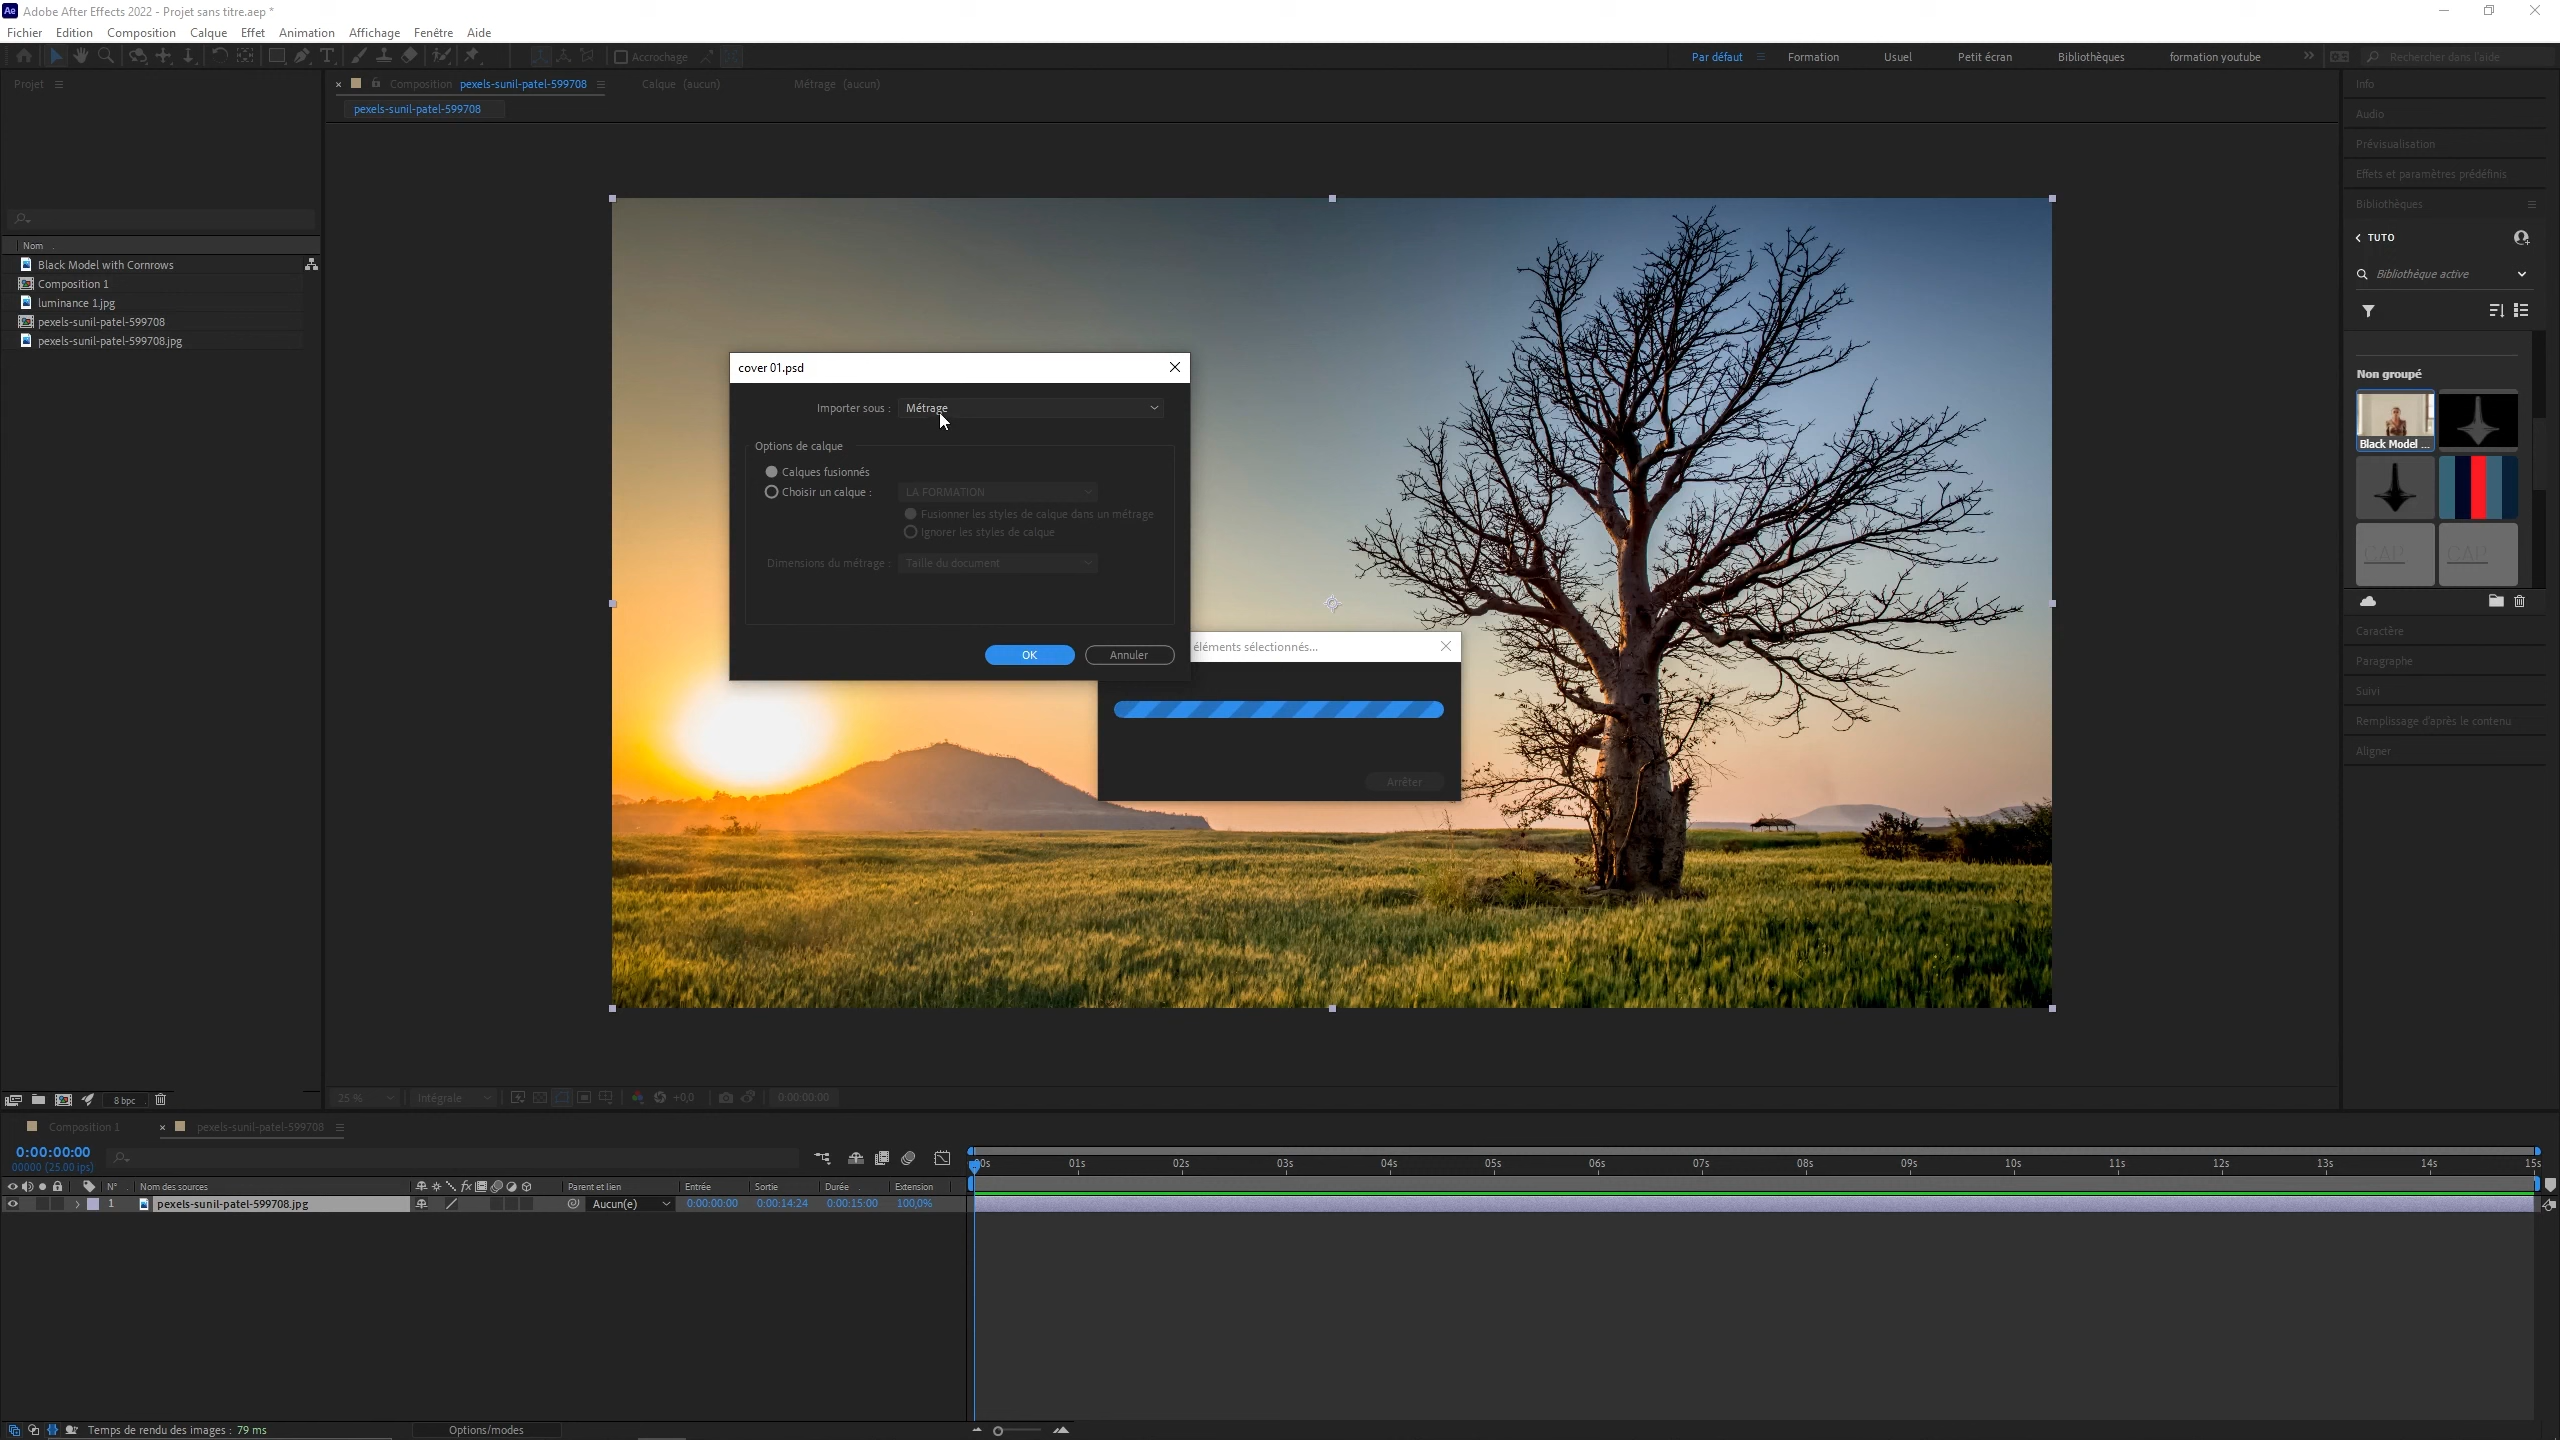 Adobe After Effects 2022 - Projet sans titre.aep *
Fichier Edition Composition Calque Effet Animation Affichage Fenêtre Aide
Accrochage
Par défaut Formation Usuel Petit écran Bibliothèques formation youtube
Rechercher dans l'aide
Projet
Composition pexels-sunil-patel-599708
Calque (aucun)
Métrage (aucun)
pexels-sunil-patel-599708
Nom
Black Model with Cornrows
Composition 1
luminance 1.jpg
pexels-sunil-patel-599708
pexels-sunil-patel-599708.jpg
cover 01.psd
Importer sous : Métrage
Options de calque
Calques fusionnés
Choisir un calque : LA FORMATION
Fusionner les styles de calque dans un métrage
Ignorer les styles de calque
Dimensions du métrage : Taille du document
OK Annuler
éléments sélectionnés...
Arrêter
Info
Audio
Prévisualisation
Effets et paramètres prédéfinis
Bibliothèques
TUTO
Bibliothèque active
Non groupé
Black Model ...
CAP CAP
Caractère
Paragraphe
Suivi
Remplissage d'après le contenu
Aligner
8 bpc
25 % Intégrale +0,0 0:00:00:00
Composition 1 pexels-sunil-patel-599708
0:00:00:00
00000 (25.00 ips)
00s 01s 02s 03s 04s 05s 06s 07s 08s 09s 10s 11s 12s 13s 14s 15s
N° Nom des sources Parent et lien Entrée Sortie Durée Extension
1 pexels-sunil-patel-599708.jpg Aucun(e) 0:00:00:00 0:00:14:24 0:00:15:00 100,0%
Temps de rendu des images : 79 ms
Options/modes